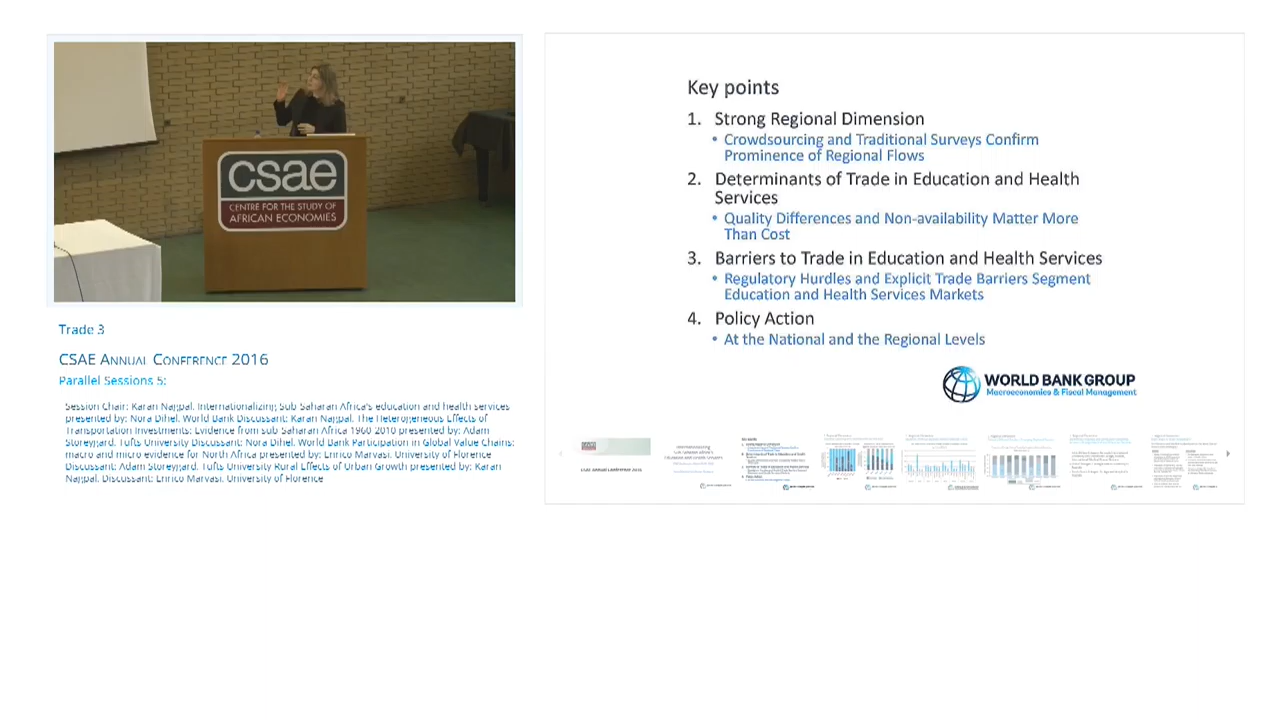 csae
CENTRE FOR THE STUDY OF
AFRICAN ECONOMIES
Trade 3
CSAE ANNUAL CONFERENCE 2016
Parallel Sessions 5:
Session Chair: Karan Nagpal. Internationalizing Sub Saharan Africa's education and health services
presented by: Nora Dihel. World Bank Discussant: Karan Nagpal. The Heterogeneous Effects of
Transportation Investments: Evidence from sub Saharan Africa 1960 2010 presented by: Adam
Storeygard. Tufts University Discussant: Nora Dihel. World Bank Participation in Global Value Chains:
macro and micro evidence for North Africa presented by: Enrico Marvasi. University of Florence
Discussant: Adam Storeygard. Tufts University Rural Effects of Urban Growth presented by: Karan
Nagpal. Discussant: Enrico Marvasi. University of Florence
Key points
1. Strong Regional Dimension
• Crowdsourcing and Traditional Surveys Confirm
Prominence of Regional Flows
2. Determinants of Trade in Education and Health
Services
• Quality Differences and Non-availability Matter More
Than Cost
3. Barriers to Trade in Education and Health Services
• Regulatory Hurdles and Explicit Trade Barriers Segment
Education and Health Services Markets
4. Policy Action
• At the National and the Regional Levels
WORLD BANK GROUP
Macroeconomics & Fiscal Management